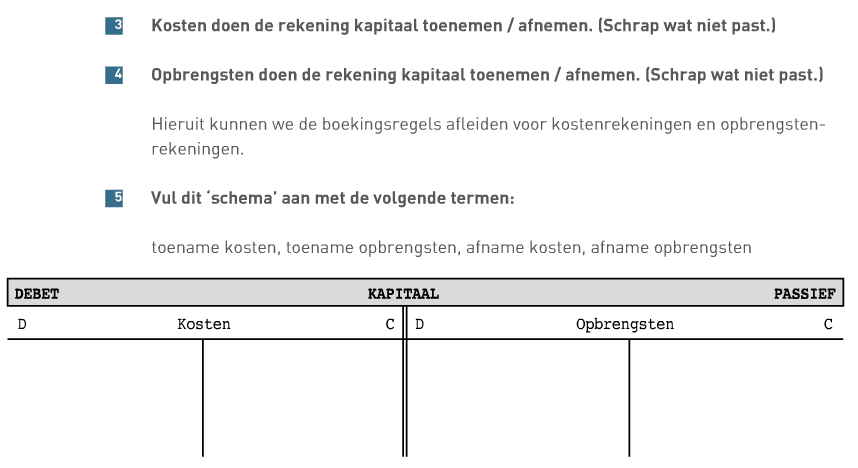 3 Kosten doen de rekening kapitaal toenemen / afnemen. (Schrap wat niet past.)
4 Opbrengsten doen de rekening kapitaal toenemen / afnemen. (Schrap wat niet past.)
Hieruit kunnen we de boekingsregels afleiden voor kostenrekeningen en opbrengsten-
rekeningen.
5 Vul dit ‘schema’ aan met de volgende termen:
toename kosten, toename opbrengsten, afname kosten, afname opbrengsten
DEBET KAPITAAL PASSIEF
D Kosten C D Opbrengsten C